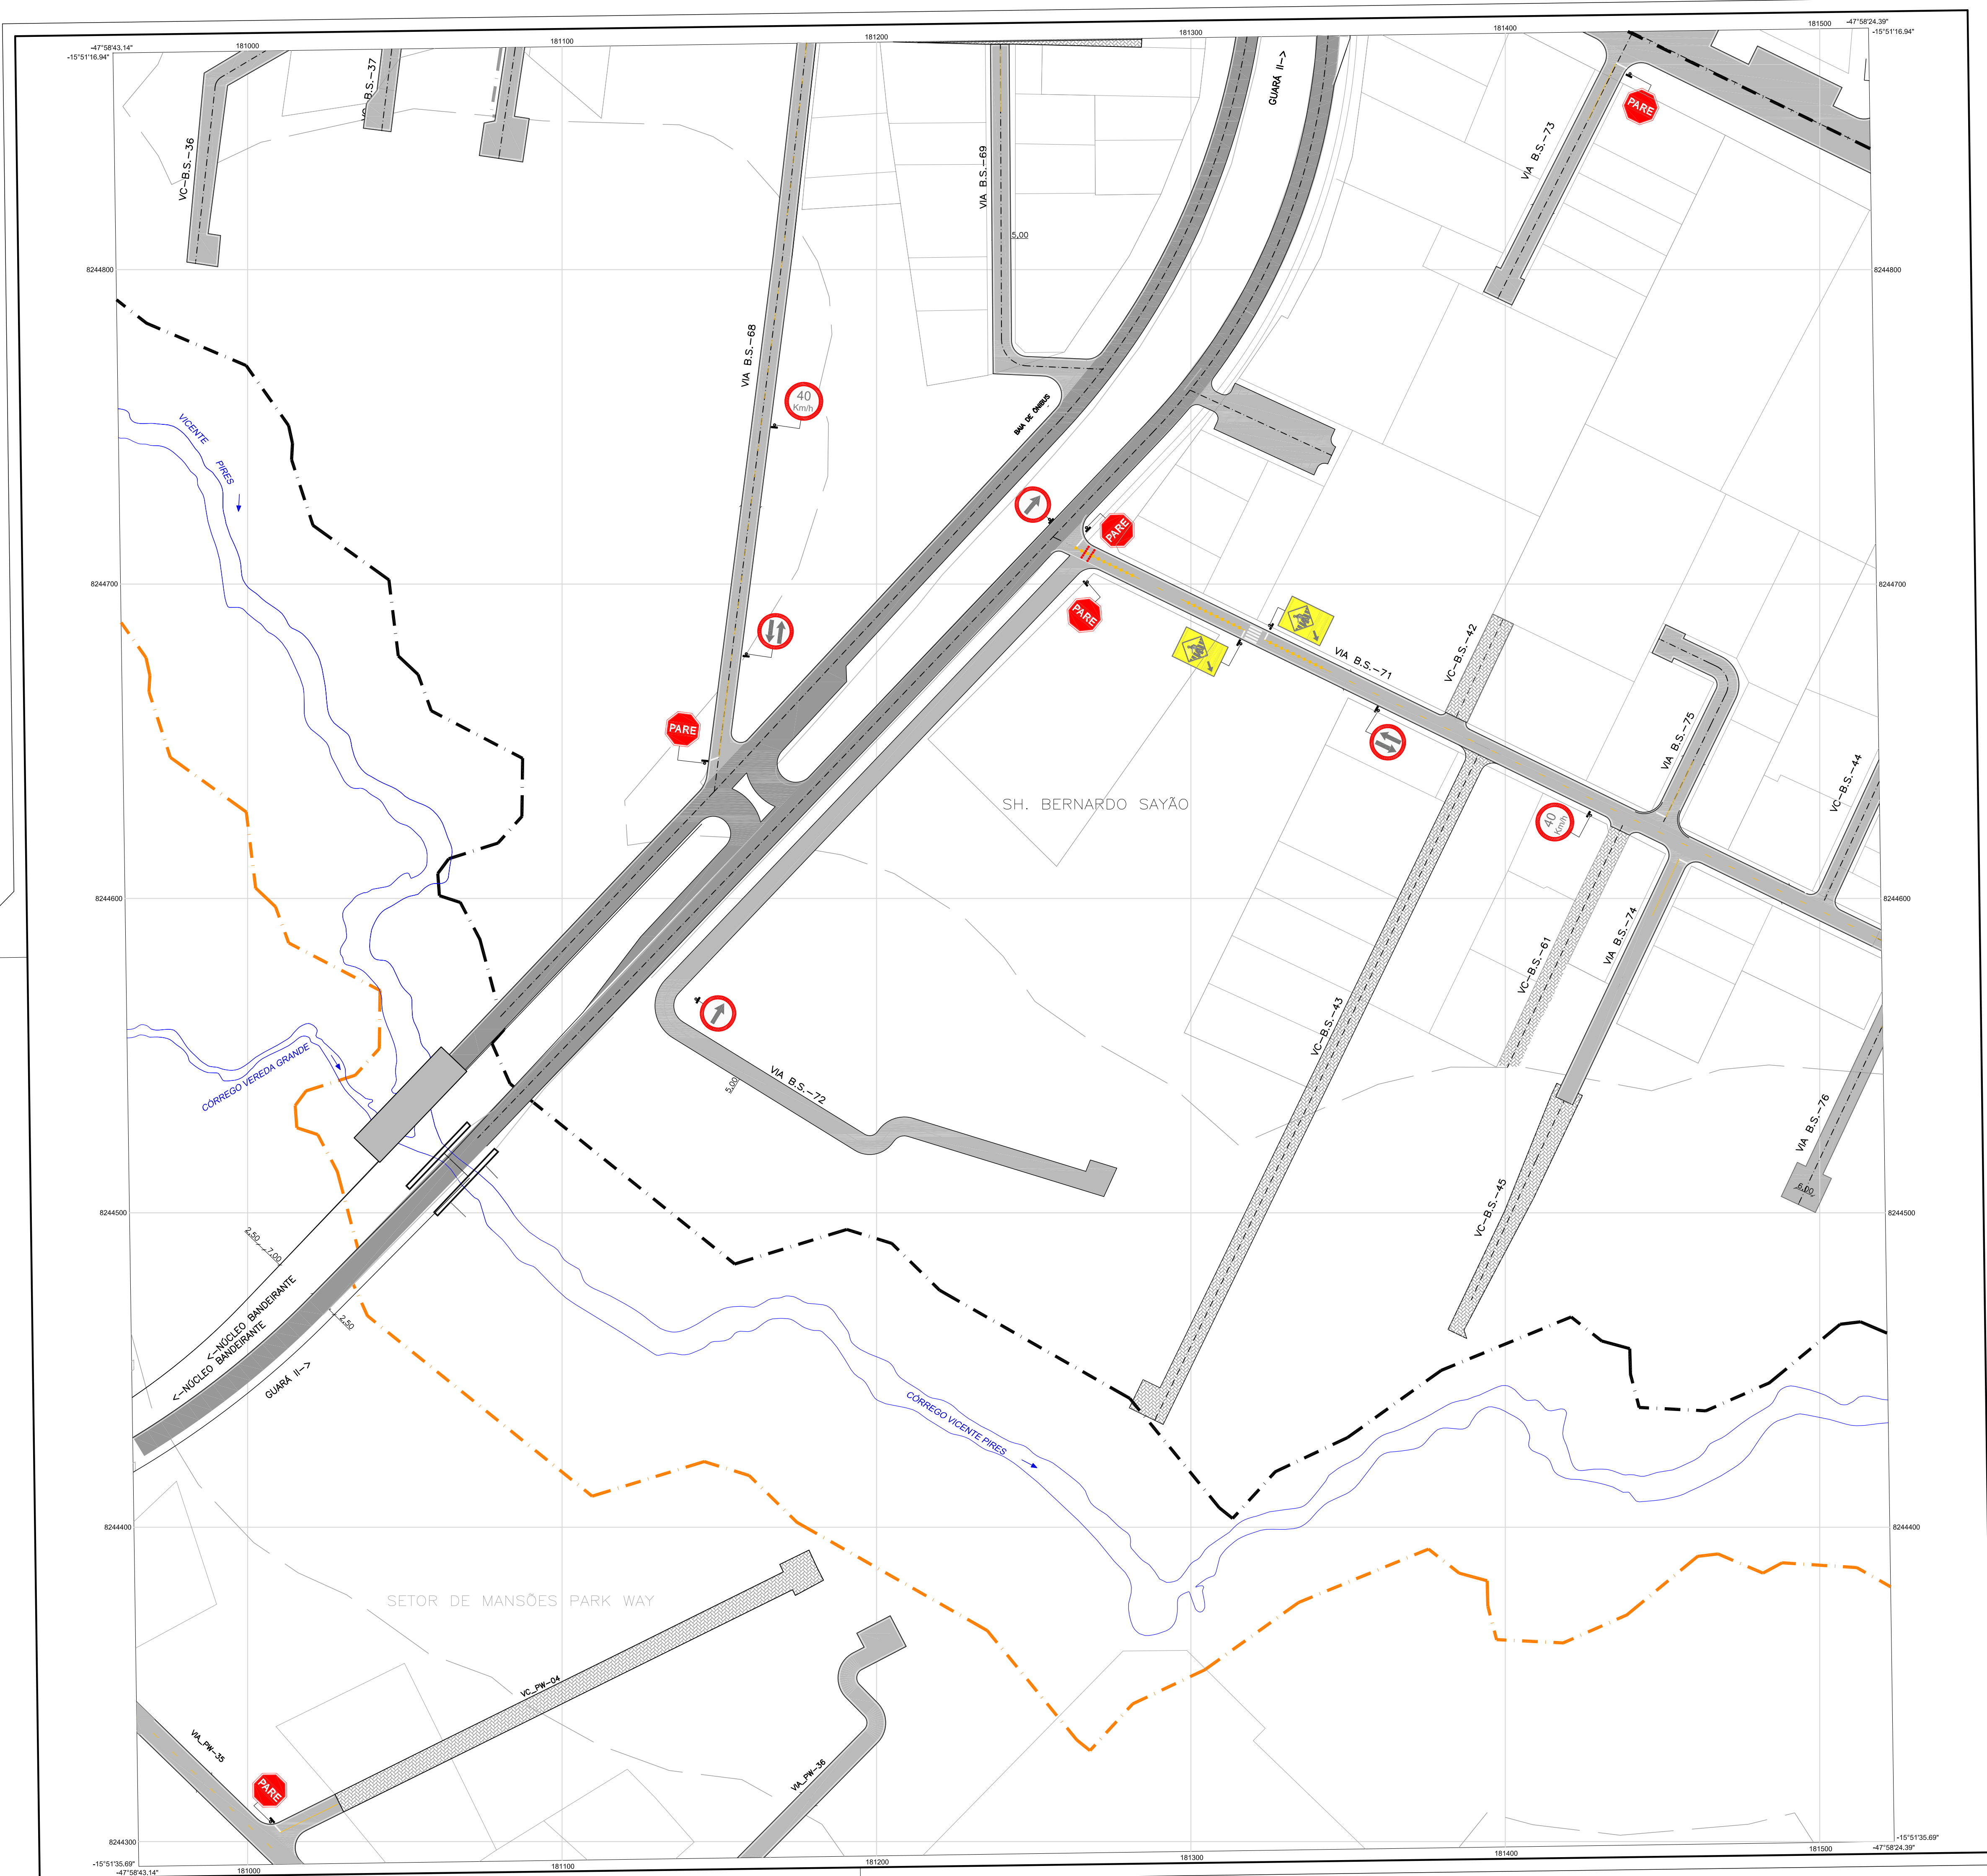 -47°58'43.14"
181000
181100
181200
181300
181400
181500
-47°58'24.39"
-15°51'16.94"
-15°51'16.94"
B.S.-37
VC-B.S.-36
VIA B.S.-69
GUARÁ II->
VIA B.S.-73
PARE
5,00
8244800
8244800
VIA B.S.-68
40
Km/h
BAIA DE ÔNIBUS
VICENTE
PIRES
PARE
8244700
8244700
PARE
VIA B.S.-71
VC-B.S.-42
PARE
VIA B.S.-75
VC-B.S.-44
SH. BERNARDO SAYÃO
40
Km/h
8244600
8244600
VIA B.S.-74
VC-B.S.-61
VC-B.S.-43
CÓRREGO VEREDA GRANDE
VIA B.S.-72
5,00
VIA B.S.-76
6,00
VC-B.S.-45
8244500
8244500
2,50
7,00
2,50
<-NÚCLEO BANDEIRANTE
<-NÚCLEO BANDEIRANTE
GUARÁ II->
CÓRREGO VICENTE PIRES
8244400
8244400
SETOR DE MANSÕES PARK WAY
VC_PW-04
VIA_PW-35
VIA_PW-36
PARE
8244300
-15°51'35.69"
-15°51'35.69"
-47°58'43.14"
181000
181100
181200
181300
181400
181500
-47°58'24.39"